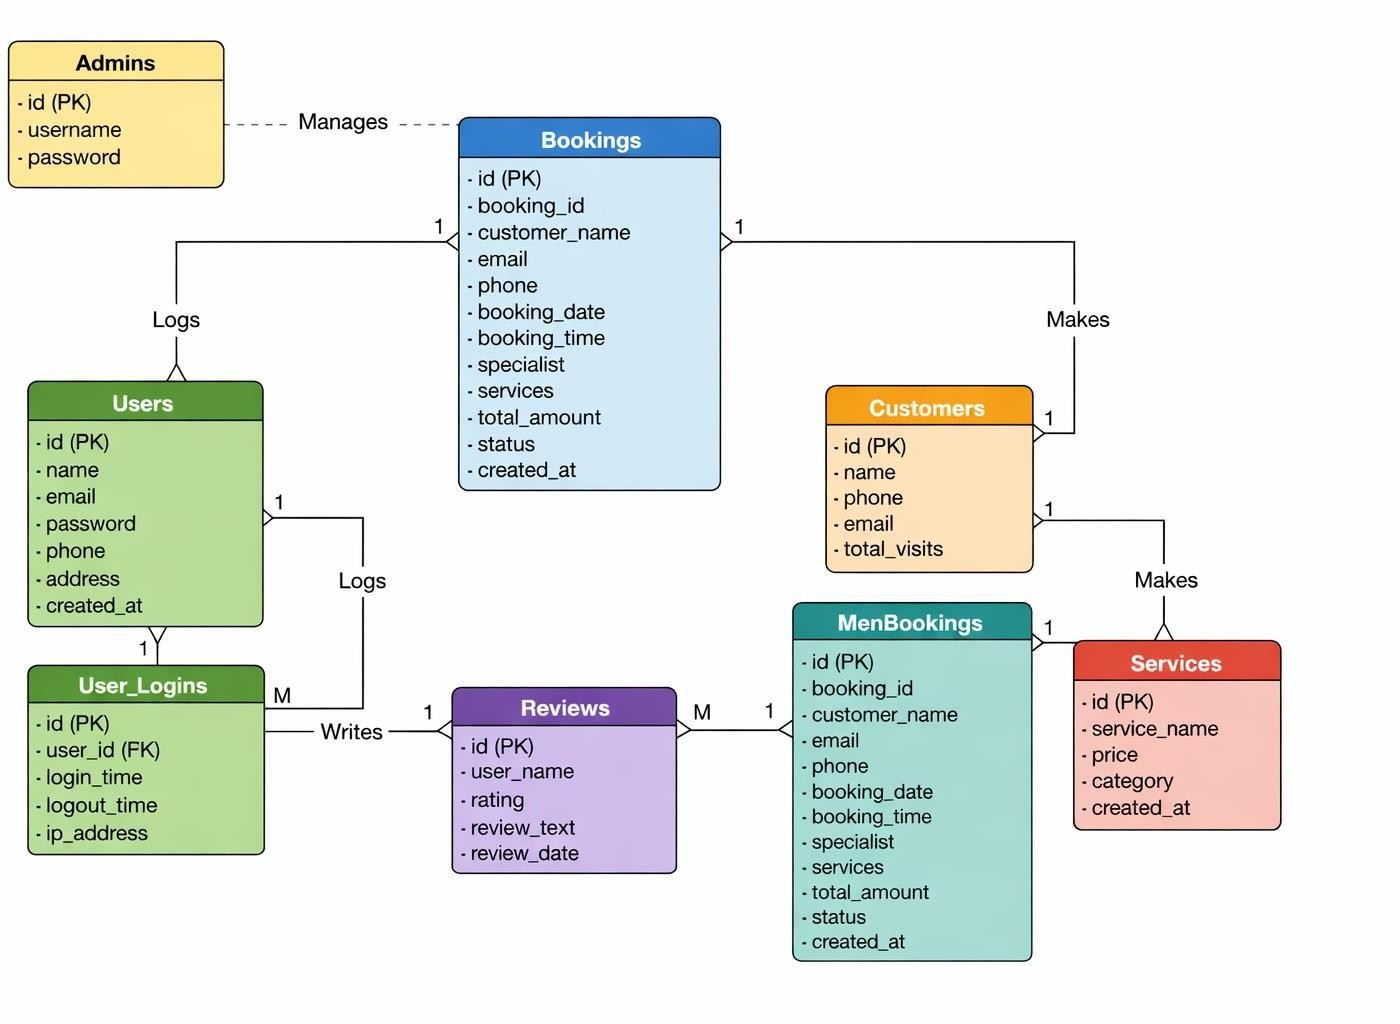 Admins
- id (PK)
- username
- password
Manages
Bookings
- id (PK)
- booking_id
- customer_name
- email
- phone
- booking_date
- booking_time
- specialist
- services
- total_amount
- status
- created_at
1
1
Logs
Makes
Users
- id (PK)
- name
- email
- password
- phone
- address
- created_at
1
Logs
1
Customers
- id (PK)
- name
- phone
- email
- total_visits
1
1
Makes
User_Logins
- id (PK)
- user_id (FK)
- login_time
- logout_time
- ip_address
M
Writes
1
Reviews
- id (PK)
- user_name
- rating
- review_text
- review_date
M
1
MenBookings
- id (PK)
- booking_id
- customer_name
- email
- phone
- booking_date
- booking_time
- specialist
- services
- total_amount
- status
- created_at
1
Services
- id (PK)
- service_name
- price
- category
- created_at